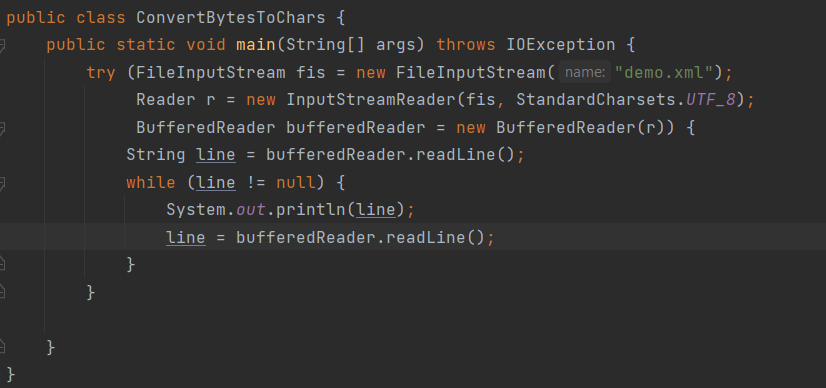 public class ConvertBytesToChars {
    public static void main(String[] args) throws IOException {
        try (FileInputStream fis = new FileInputStream( name: "demo.xml");
             Reader r = new InputStreamReader(fis, StandardCharsets.UTF_8);
             BufferedReader bufferedReader = new BufferedReader(r)) {
            String line = bufferedReader.readLine();
            while (line != null) {
                System.out.println(line);
                line = bufferedReader.readLine();
            }
        }
    }
}